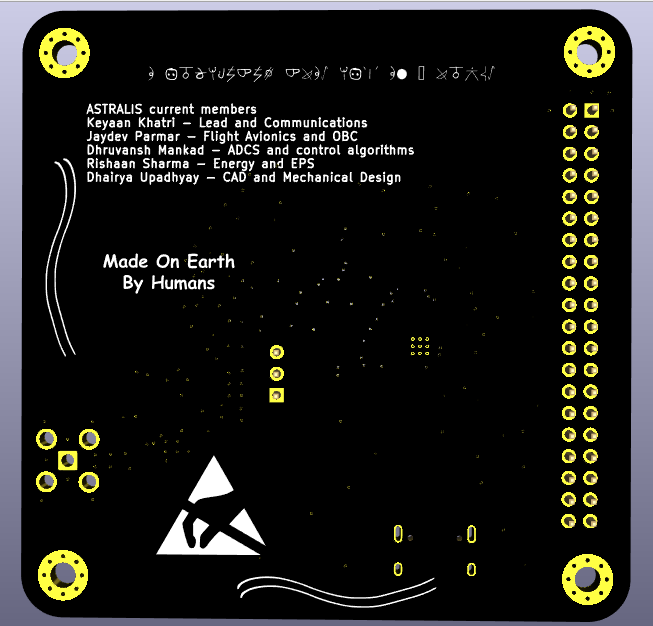 ASTRALIS current members
Keyaan Khatri – Lead and Communications
Jaydev Parmar – Flight Avionics and OBC
Dhruvansh Mankad – ADCS and control algorithms
Rishaan Sharma – Energy and EPS
Dhairya Upadhyay – CAD and Mechanical Design
Made On Earth
By Humans